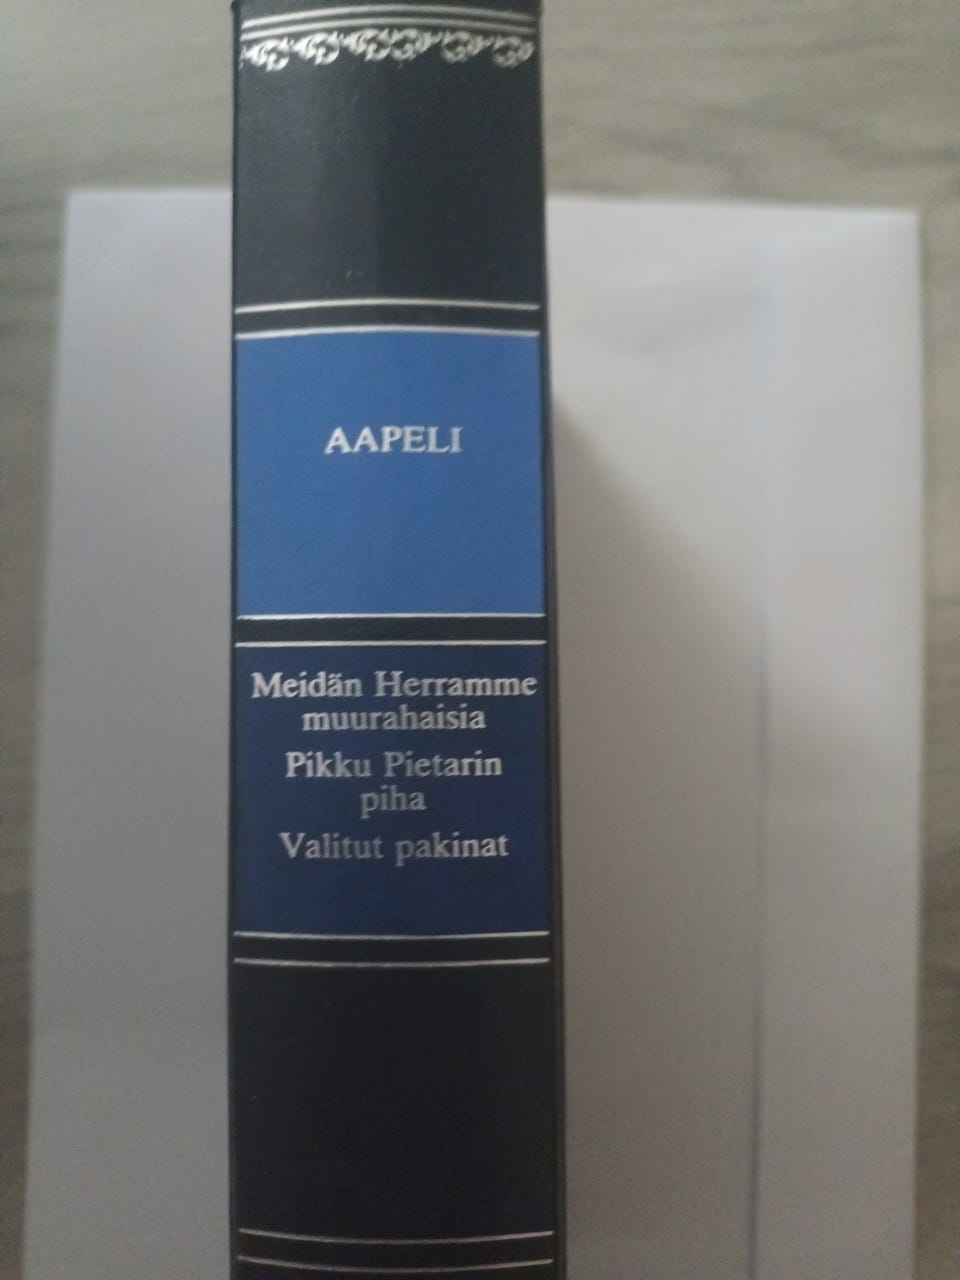 AAPELI
Meidän Herramme
muurahaisia
Pikku Pietarin
piha
Valitut pakinat